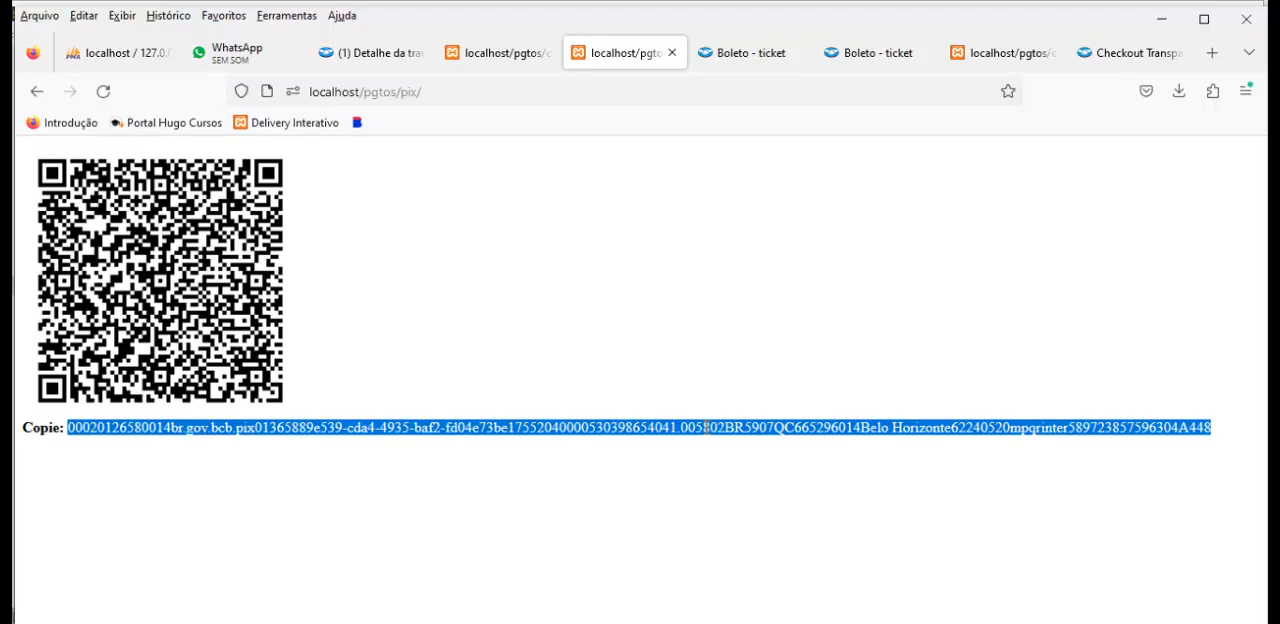 Arquivo Editar Exibir Histórico Favoritos Ferramentas Ajuda
localhost / 127.0.0
WhatsApp
SEM SOM
(1) Detalhe da tra
localhost/pgtos/c
localhost/pgto
Boleto - ticket
Boleto - ticket
localhost/pgtos/c
Checkout Transpa
localhost/pgtos/pix/
Introdução Portal Hugo Cursos Delivery Interativo
Copie: 00020126580014br.gov.bcb.pix01365889e539-cda4-4935-baf2-fd04e73be17552040000530398654041.005802BR5907QC665296014Belo Horizonte62240520mpqrinter589723857596304A448